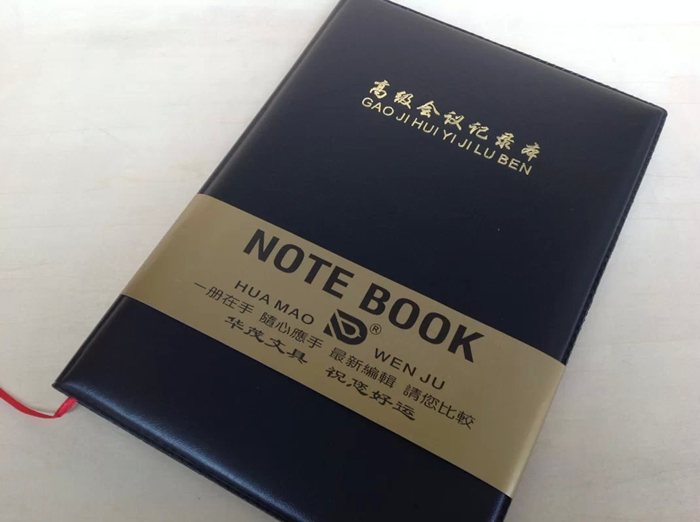 高级会议记录本
GAO JI HUI YI JI LU BEN
NOTE BOOK
HUA MAO ® WEN JU
一册在手 隨心應手 最新編輯 請您比較
华茂文具 祝您好运